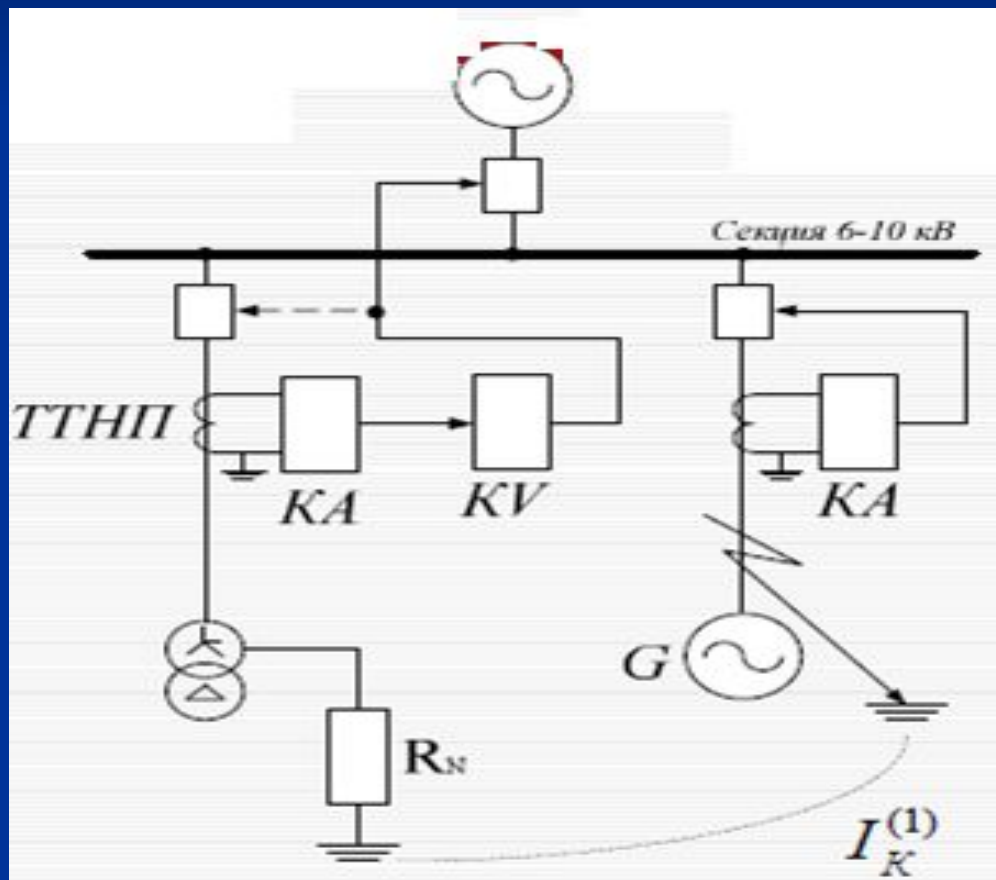 Секция 6-10 кВ
ТТНП
КА
KV
КА
G
R_N
I_K^(1)